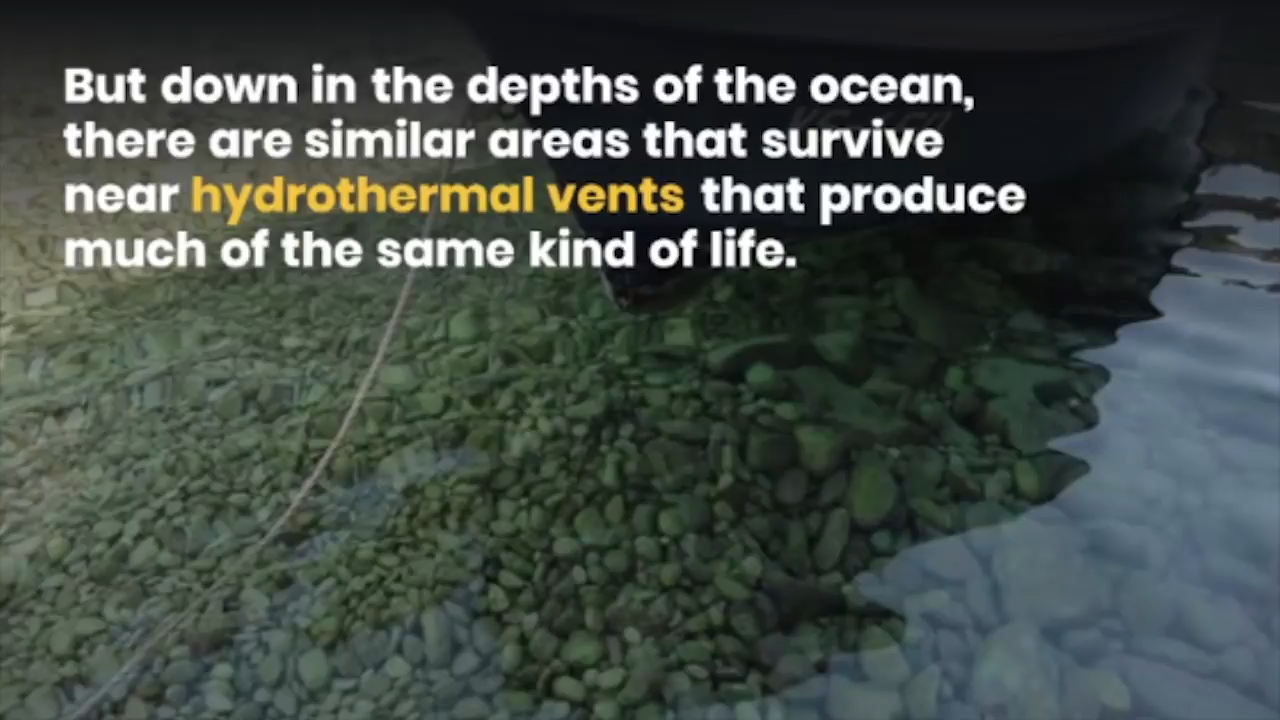 But down in the depths of the ocean,
there are similar areas that survive
near hydrothermal vents that produce
much of the same kind of life.